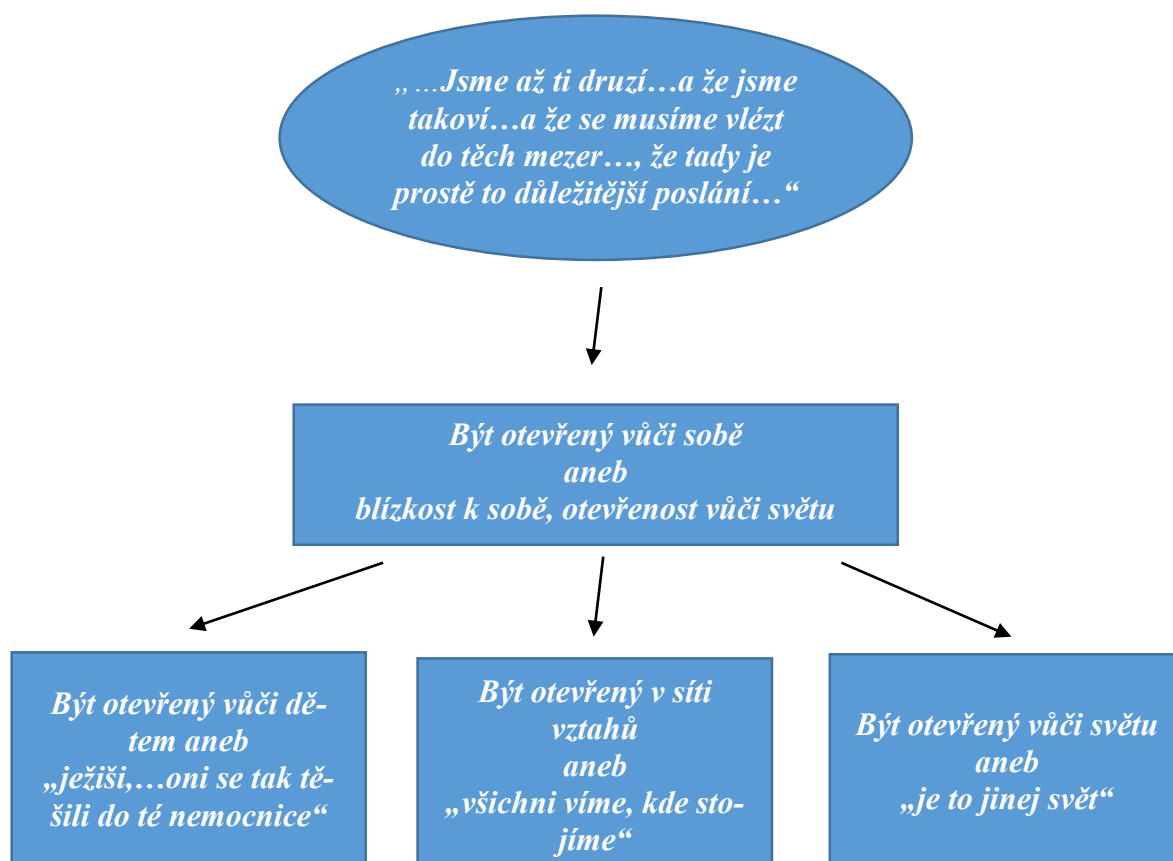 „…Jsme až ti druzí…a že jsme
takoví…a že se musíme vlézt
do těch mezer…, že tady je
prostě to důležitější poslání…“
Být otevřený vůči sobě
aneb
blízkost k sobě, otevřenost vůči světu
Být otevřený vůči dě-
tem aneb
„ježiši,…oni se tak tě-
šili do té nemocnice“
Být otevřený v síti
vztahů
aneb
„všichni víme, kde sto-
jíme“
Být otevřený vůči světu
aneb
„je to jinej svět“